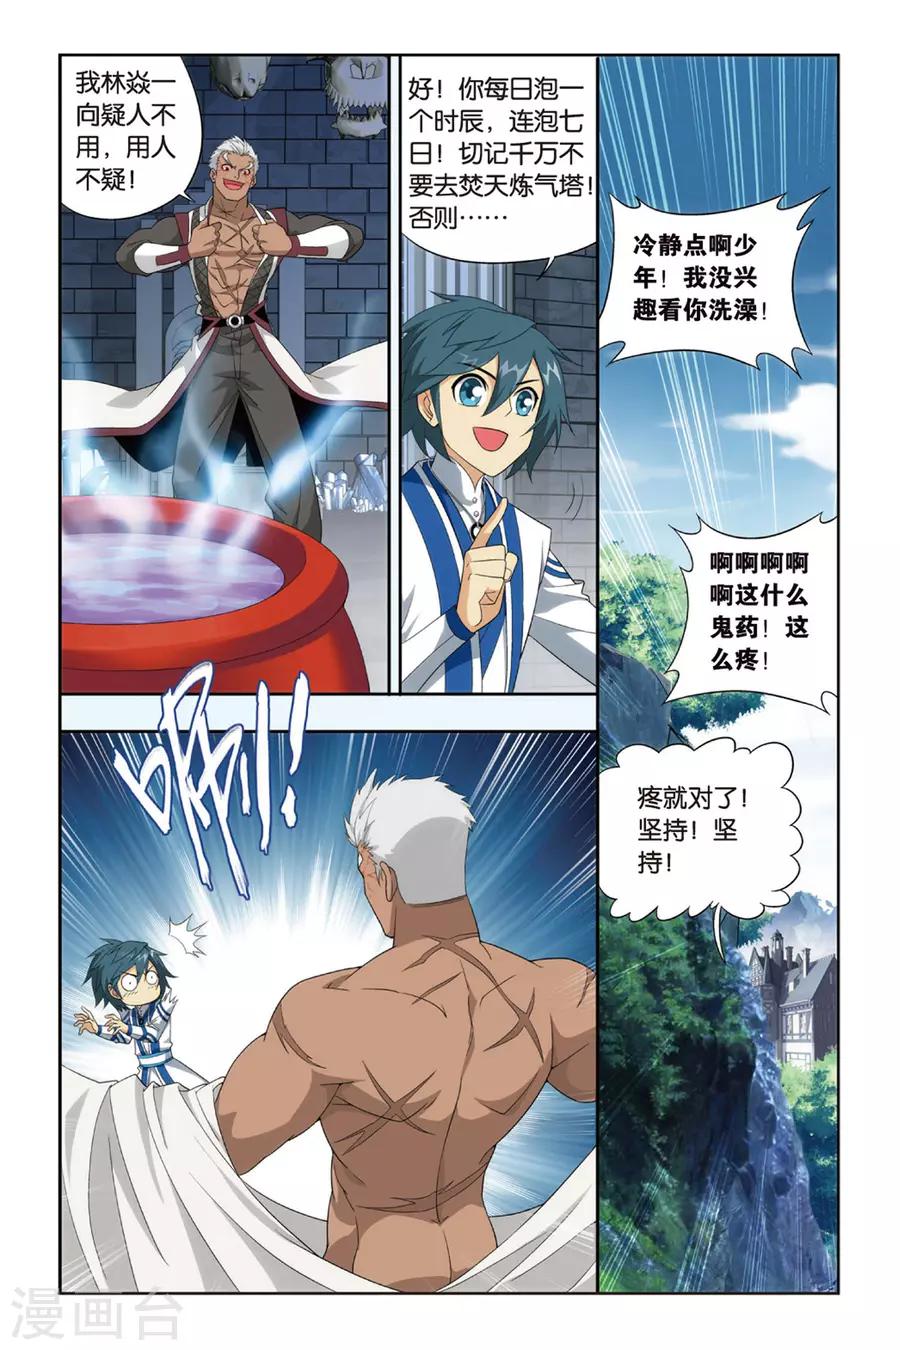 我林焱一
向疑人不
用，用人
不疑！
好！你每日泡一
个时辰，连泡七
日！切记千万不
要去焚天炼气塔！
否则……
唰！
冷静点啊少
年！我没兴
趣看你洗澡！
啊啊啊啊
啊这什么
鬼药！这
么疼！
疼就对了！
坚持！坚
持！
漫画台